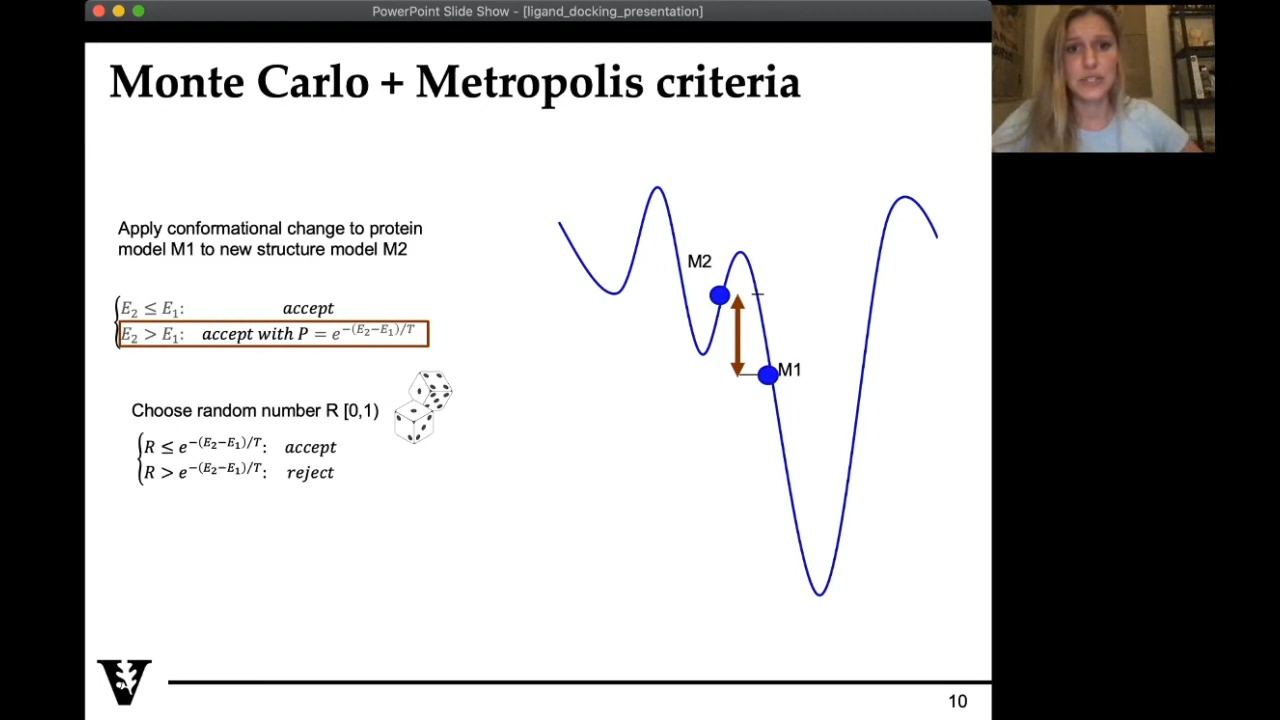 PowerPoint Slide Show - [ligand_docking_presentation]
Monte Carlo + Metropolis criteria
Apply conformational change to protein
model M1 to new structure model M2
E₂ ≤ E₁: accept
E₂ > E₁: accept with P = e^−(E₂−E₁)/T
Choose random number R [0,1)
R ≤ e^−(E₂−E₁)/T: accept
R > e^−(E₂−E₁)/T: reject
M2
M1
V
10